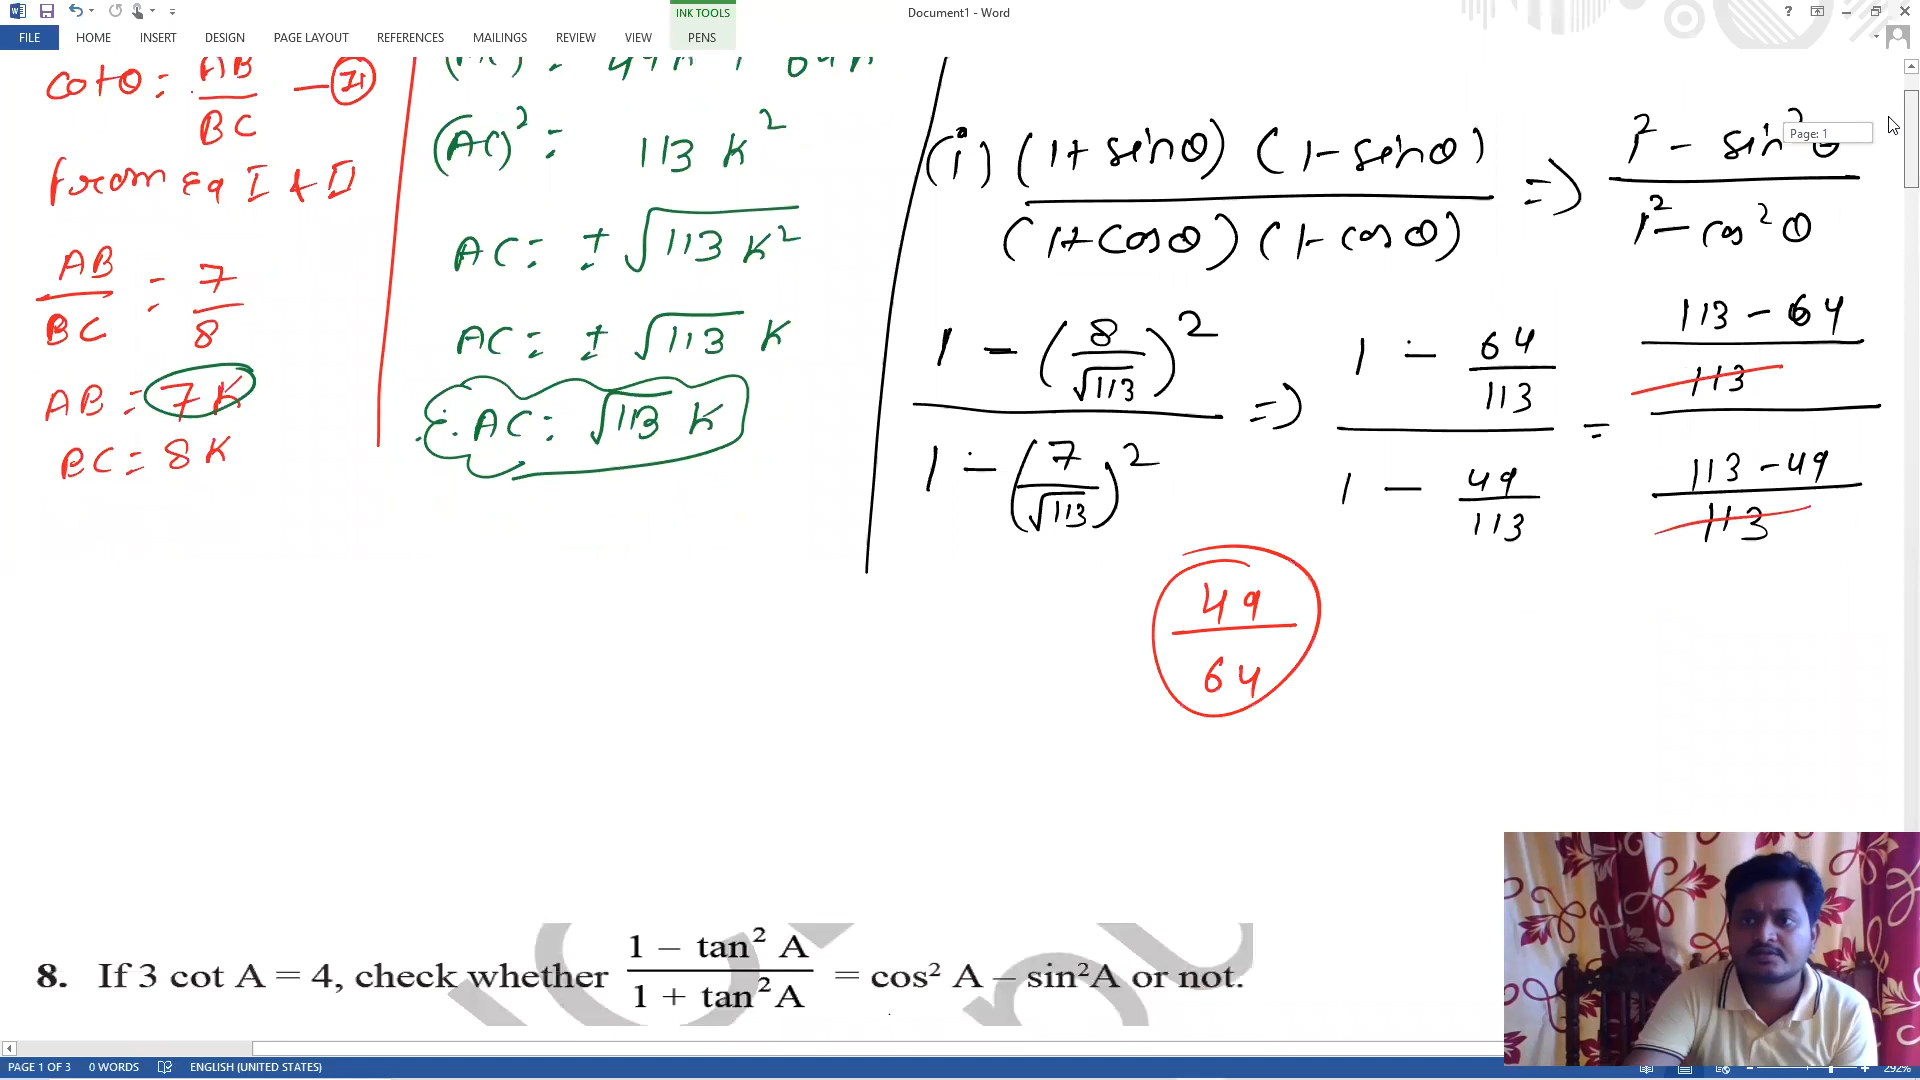 Document1 - Word
INK TOOLS
FILE HOME INSERT DESIGN PAGE LAYOUT REFERENCES MAILINGS REVIEW VIEW PENS
cotθ = AB/BC — II
from Eq I & II
AB/BC = 7/8
AB = 7K
BC = 8K
(AC)² = 113 K²
AC = ± √113 K²
AC = ± √113 K
∴ AC = √113 K
(i) (1+ sinθ) (1- sinθ) / (1+cosθ) (1- cosθ) => 1² - sin²θ / 1² - cos²θ
1 - (8/√113)² / 1 - (7/√113)² => 1 - 64/113 / 1 - 49/113 = 113 - 64 / 113 / 113 - 49 / 113
49/64
Page: 1
8. If 3 cot A = 4, check whether 1 – tan² A / 1 + tan² A = cos² A – sin²A or not.
PAGE 1 OF 3 0 WORDS ENGLISH (UNITED STATES) 292%